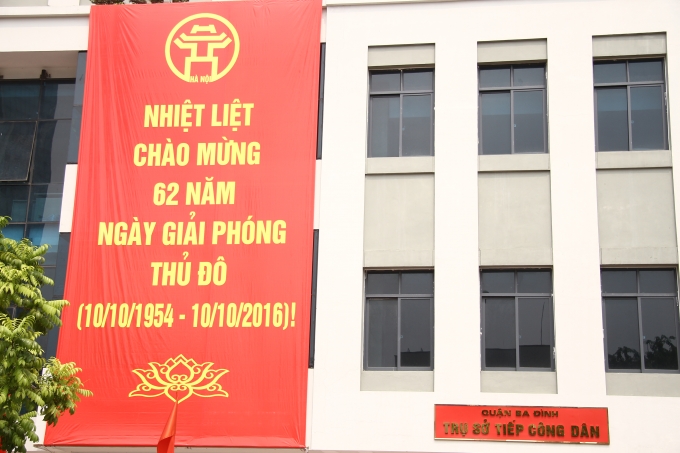 HÀ NỘI
NHIỆT LIỆT
CHÀO MỪNG
62 NĂM
NGÀY GIẢI PHÓNG
THỦ ĐÔ
(10/10/1954 - 10/10/2016)!
QUẬN BA ĐÌNH
TRỤ SỞ TIẾP CÔNG DÂN